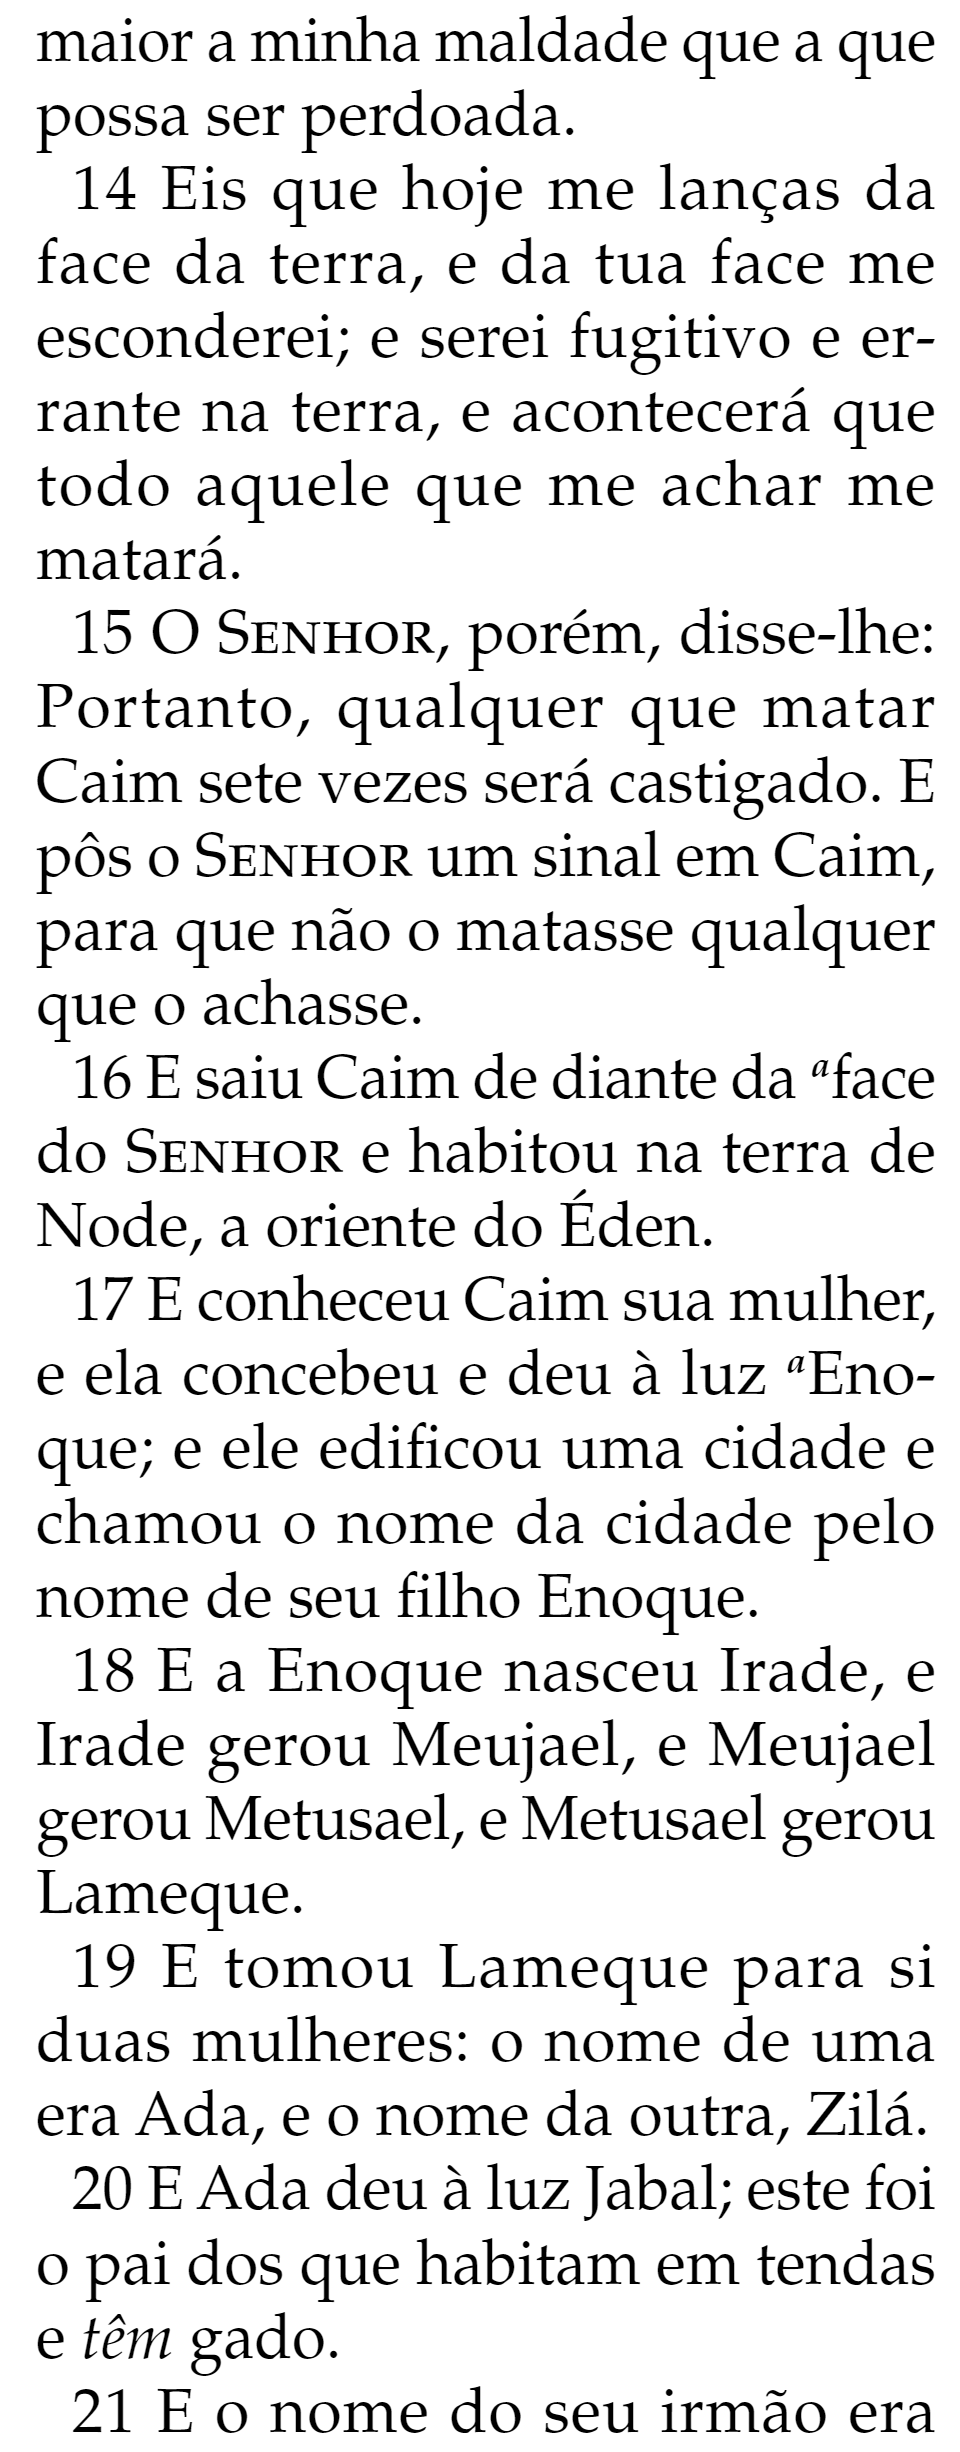 maior a minha maldade que a que
possa ser perdoada.
14 Eis que hoje me lanças da
face da terra, e da tua face me
esconderei; e serei fugitivo e er-
rante na terra, e acontecerá que
todo aquele que me achar me
matará.
15 O SENHOR, porém, disse-lhe:
Portanto, qualquer que matar
Caim sete vezes será castigado. E
pôs o SENHOR um sinal em Caim,
para que não o matasse qualquer
que o achasse.
16 E saiu Caim de diante da ᵃface
do SENHOR e habitou na terra de
Node, a oriente do Éden.
17 E conheceu Caim sua mulher,
e ela concebeu e deu à luz ᵃEno-
que; e ele edificou uma cidade e
chamou o nome da cidade pelo
nome de seu filho Enoque.
18 E a Enoque nasceu Irade, e
Irade gerou Meujael, e Meujael
gerou Metusael, e Metusael gerou
Lameque.
19 E tomou Lameque para si
duas mulheres: o nome de uma
era Ada, e o nome da outra, Zilá.
20 E Ada deu à luz Jabal; este foi
o pai dos que habitam em tendas
e têm gado.
21 E o nome do seu irmão era